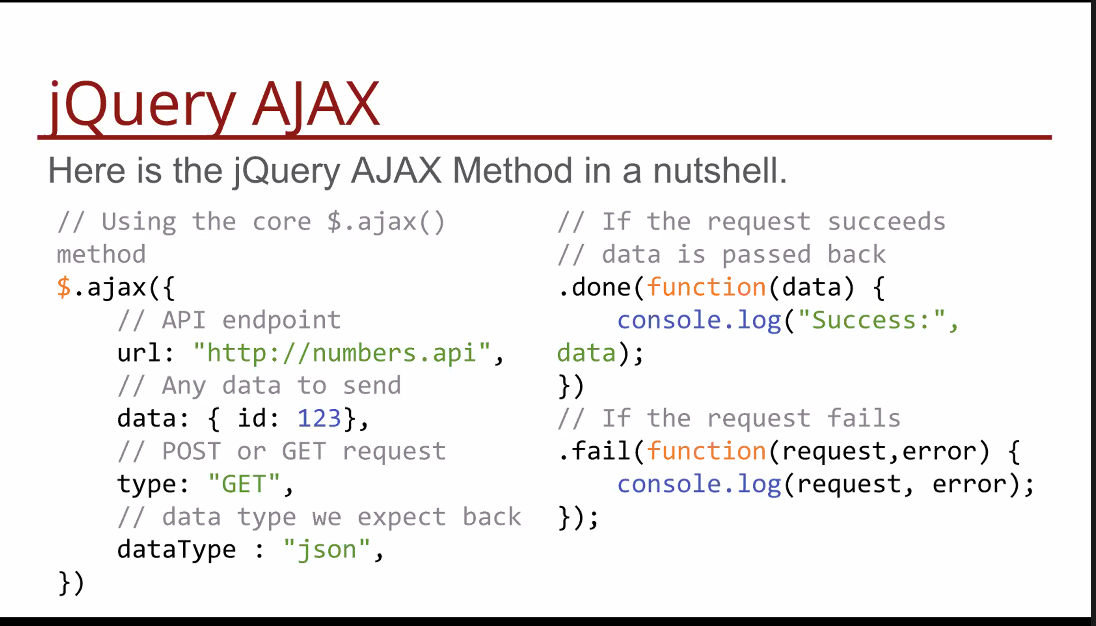 jQuery AJAX
Here is the jQuery AJAX Method in a nutshell.
// Using the core $.ajax()
method
$.ajax({
    // API endpoint
    url: "http://numbers.api",
    // Any data to send
    data: { id: 123},
    // POST or GET request
    type: "GET",
    // data type we expect back
    dataType : "json",
})
// If the request succeeds
// data is passed back
.done(function(data) {
    console.log("Success:",
data);
})
// If the request fails
.fail(function(request,error) {
    console.log(request, error);
});